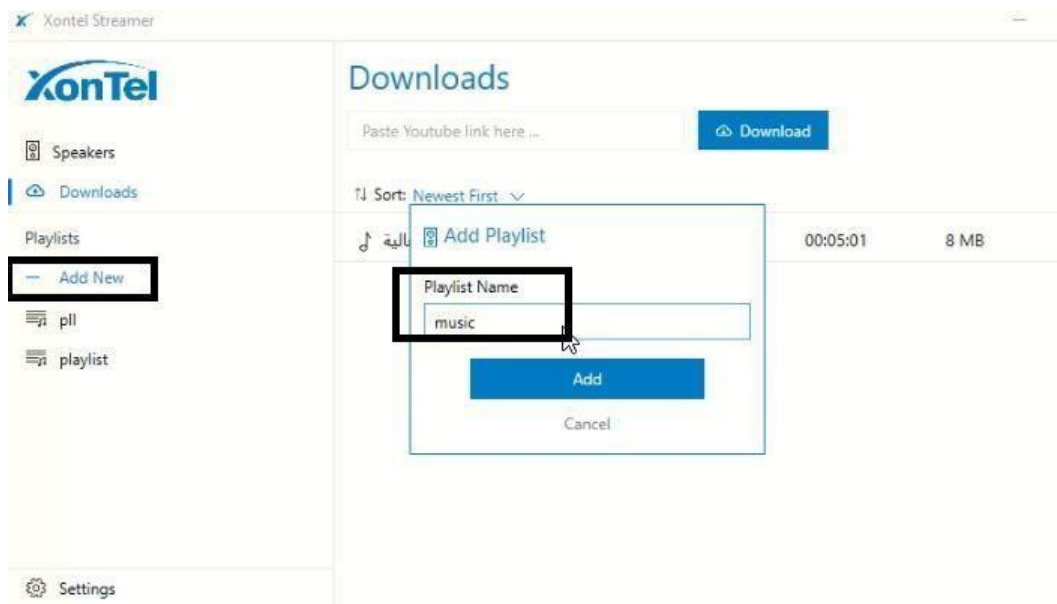 Xontel Streamer
XonTel
Speakers
Downloads
Playlists
Add New
pll
playlist
Settings
Downloads
Paste Youtube link here ...
Download
Sort: Newest First
00:05:01 8 MB
Add Playlist
Playlist Name
music
Add
Cancel